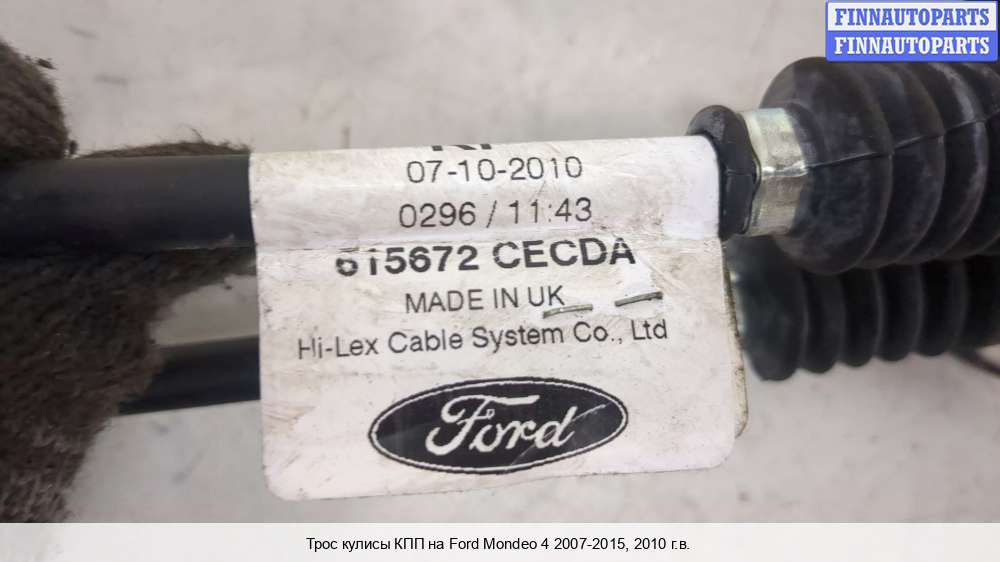 FINNAUTOPARTS
FINNAUTOPARTS
07-10-2010
0296 / 11:43
615672 CECDA
MADE IN UK
Hi-Lex Cable System Co., Ltd
Ford
Трос кулисы КПП на Ford Mondeo 4 2007-2015, 2010 г.в.